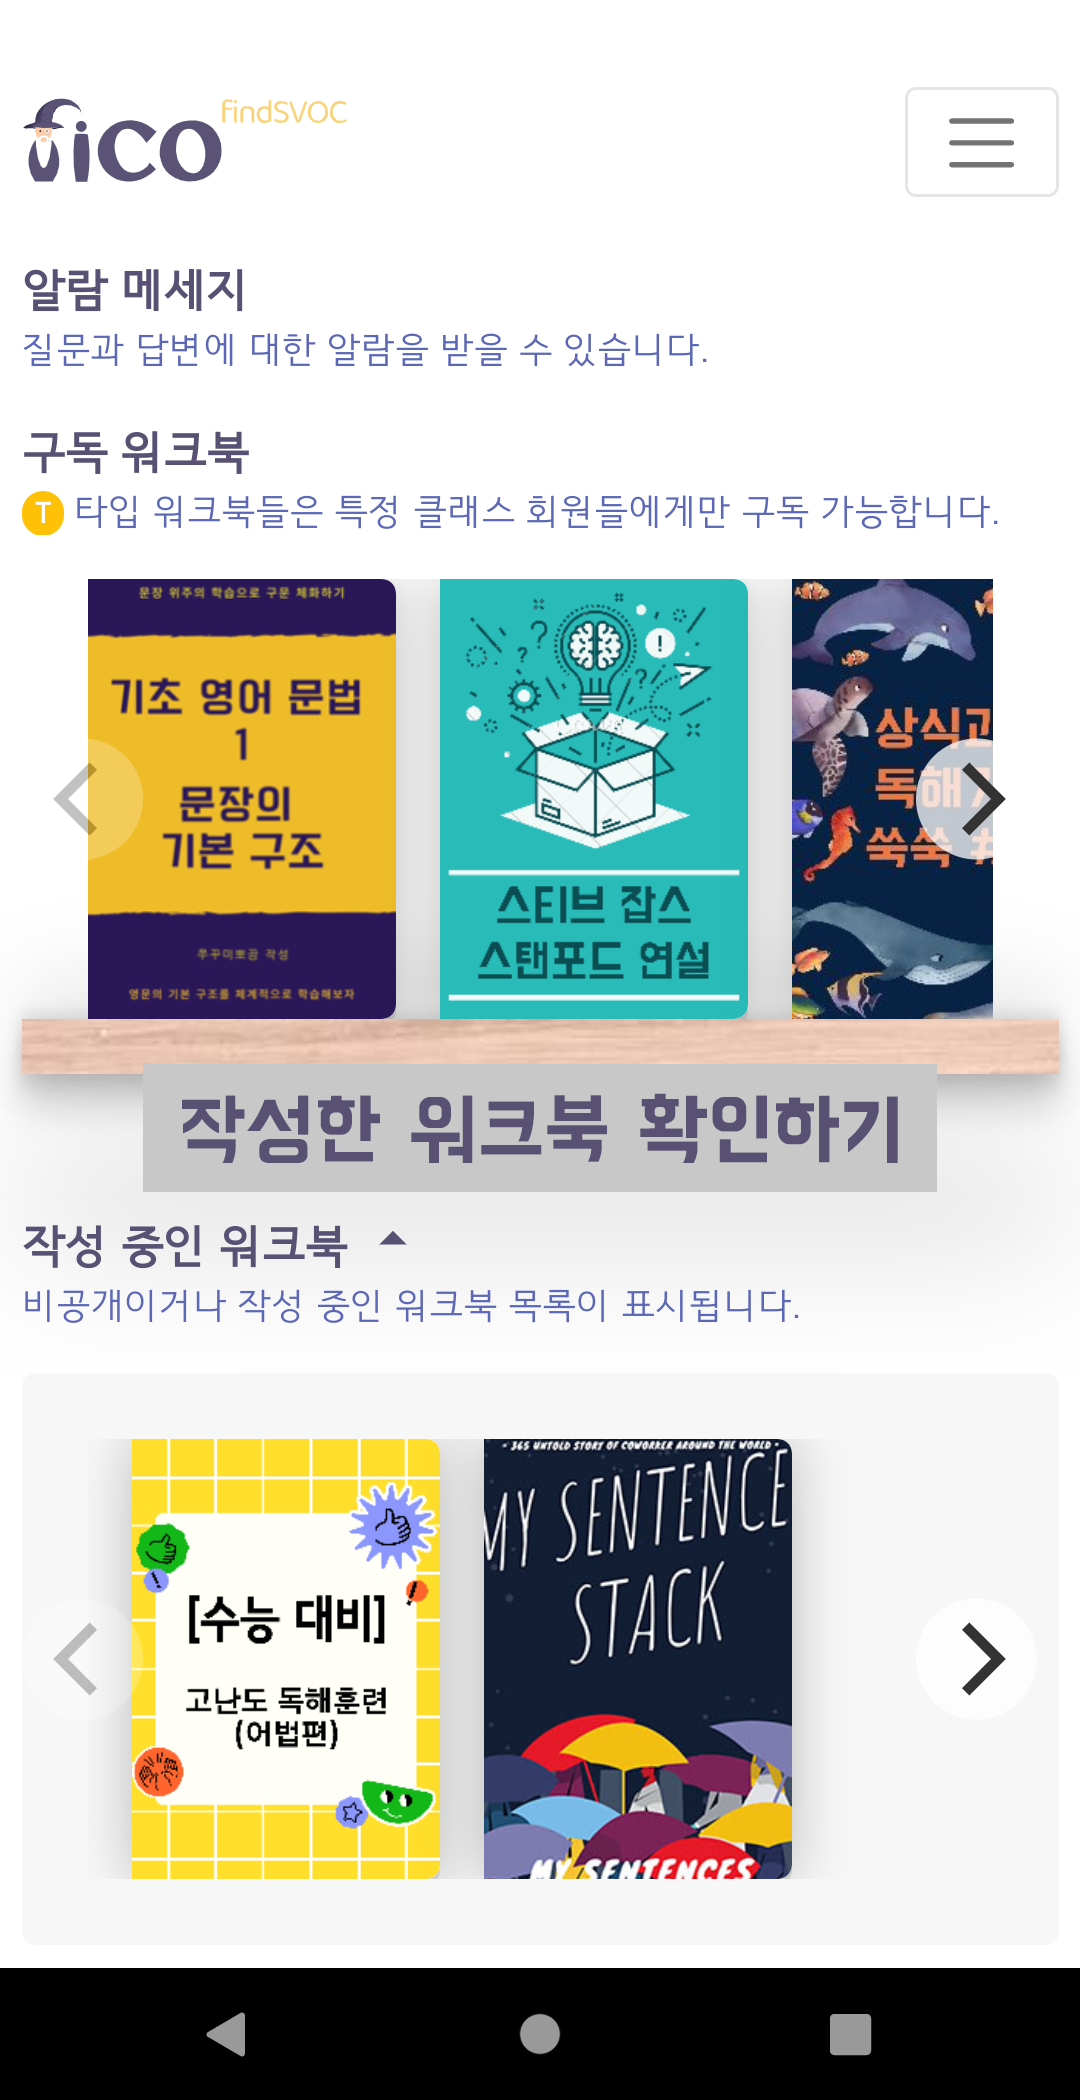 fico findSVOC
알람 메세지
질문과 답변에 대한 알람을 받을 수 있습니다.
구독 워크북
T 타입 워크북들은 특정 클래스 회원들에게만 구독 가능합니다.
문장 위주의 학습으로 구문 체화하기
기초 영어 문법
1
문장의
기본 구조
쭈꾸미뽀끔 작성
영문의 기본 구조를 체계적으로 학습해보자
스티브 잡스
스탠포드 연설
상식과
독해가
쑥쑥 #
작성한 워크북 확인하기
작성 중인 워크북
비공개이거나 작성 중인 워크북 목록이 표시됩니다.
[수능 대비]
고난도 독해훈련
(어법편)
- 365 UNTOLD STORY OF COWORKER AROUND THE WORLD -
MY SENTENCE
STACK
MY SENTENCES